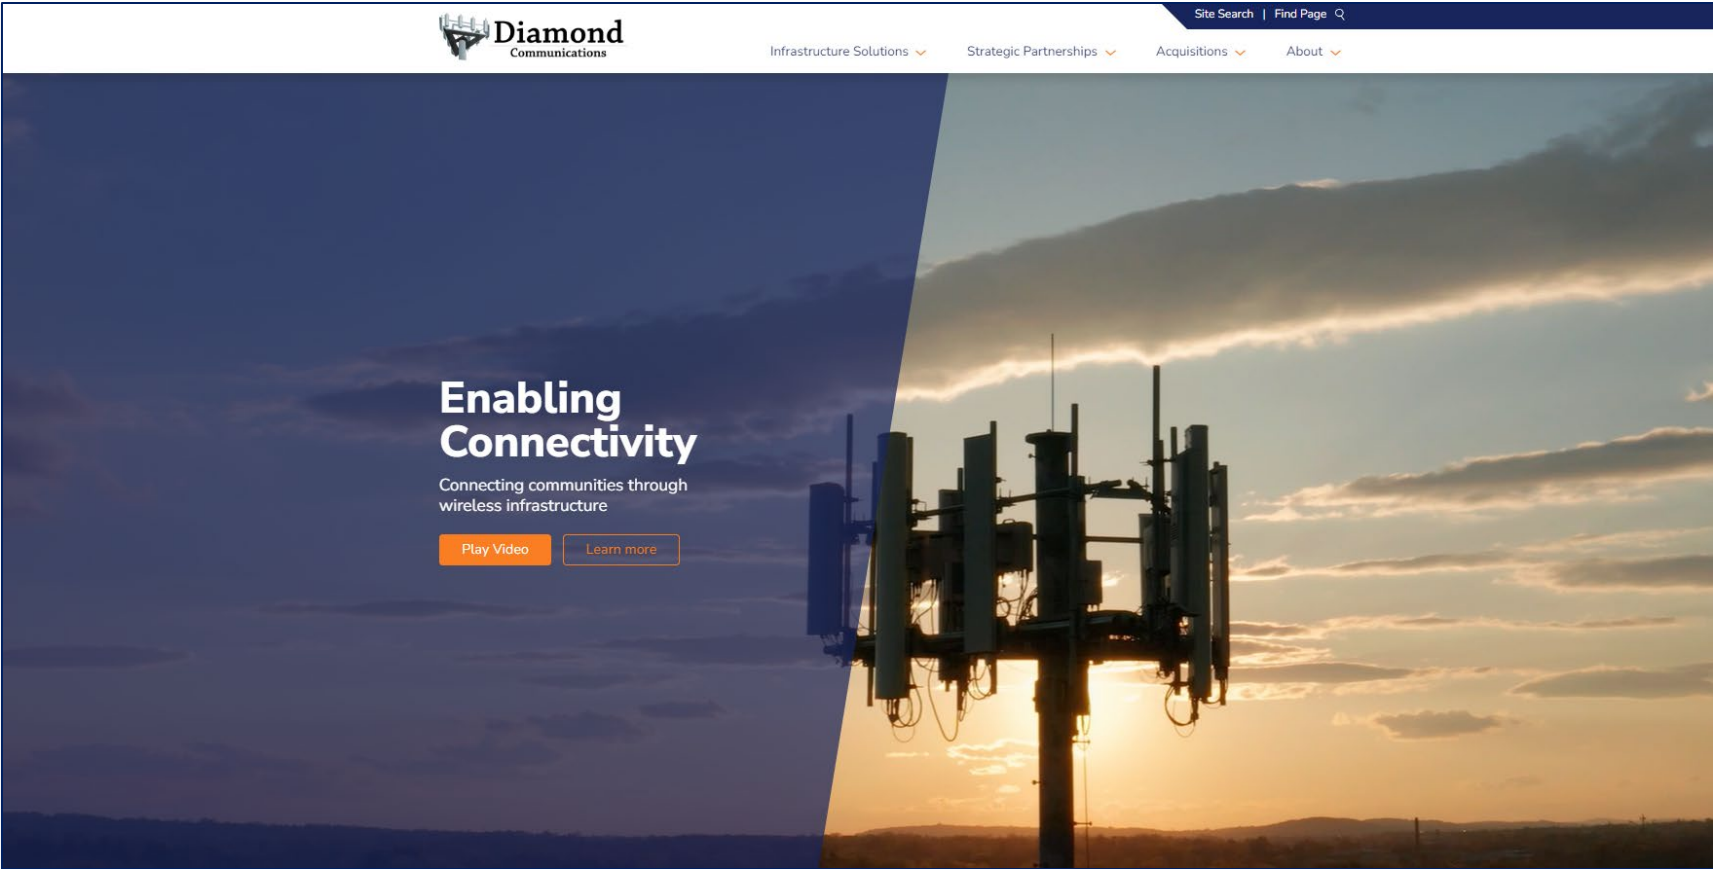 Diamond
Communications
Site Search | Find Page
Infrastructure Solutions
Strategic Partnerships
Acquisitions
About
Enabling
Connectivity
Connecting communities through
wireless infrastructure
Play Video
Learn more